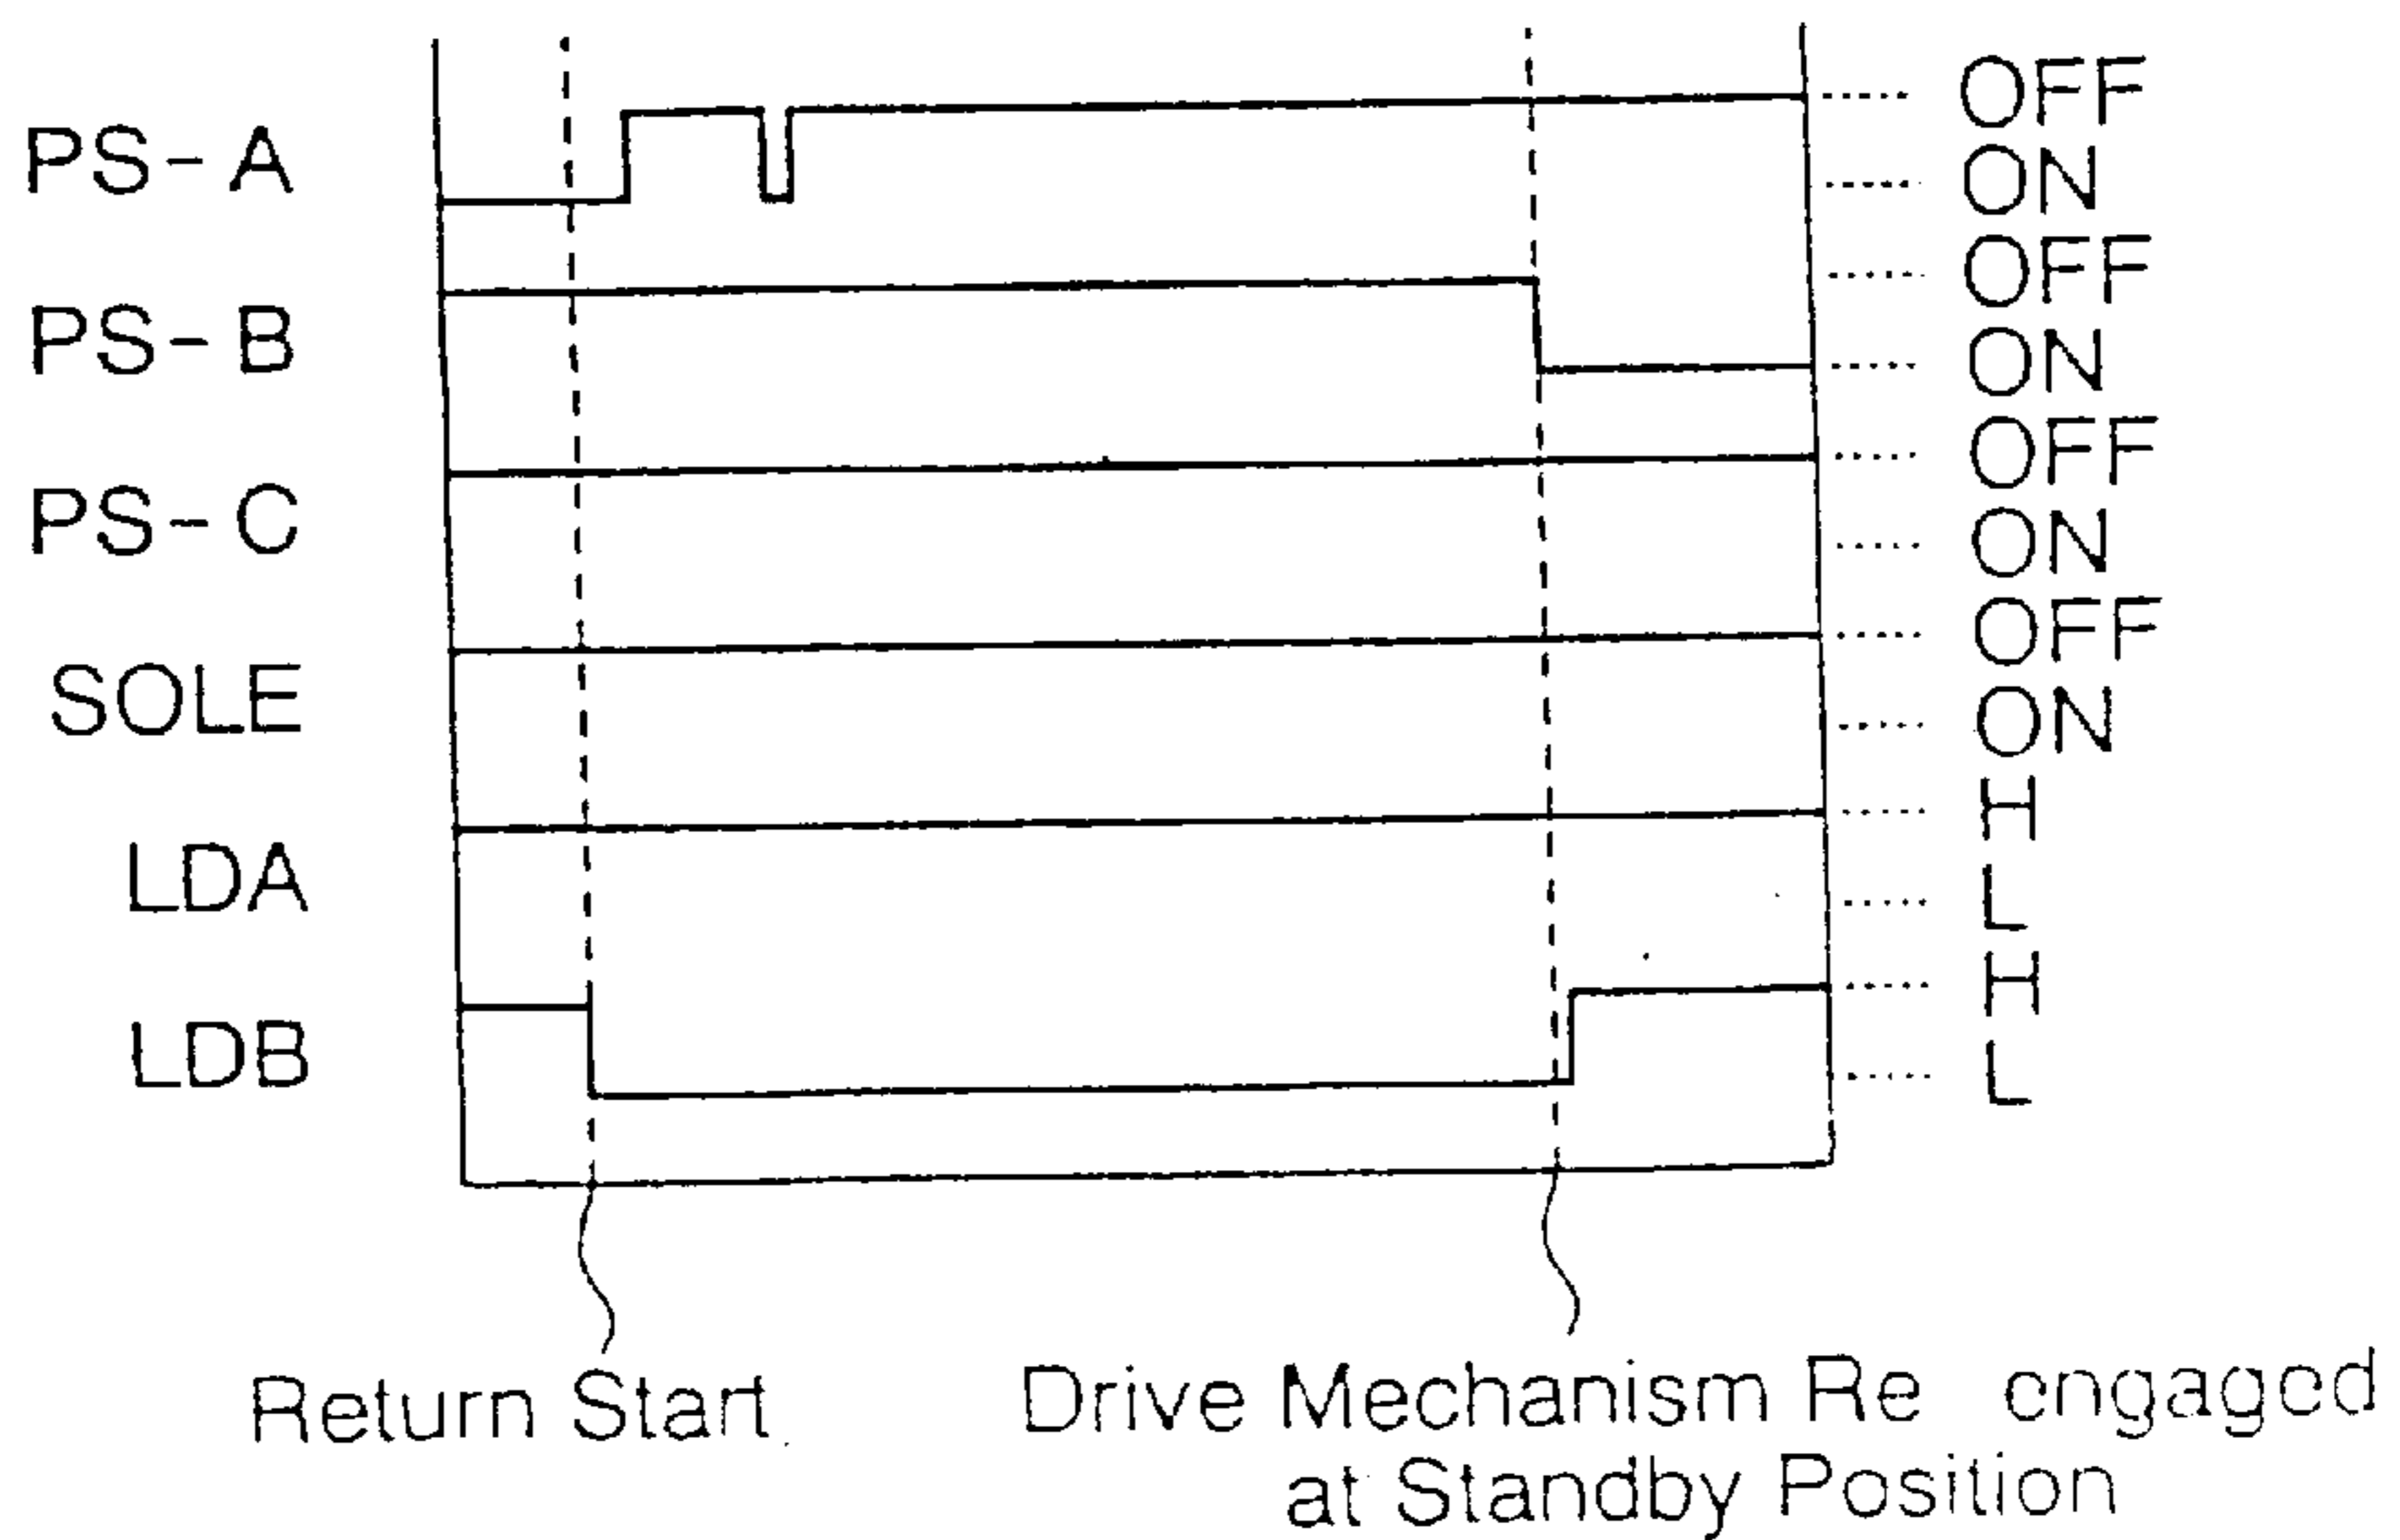 PS-A
OFF
ON
PS-B
OFF
ON
PS-C
OFF
ON
SOLE
OFF
ON
LDA
H
L
LDB
H
L
Return Start
Drive Mechanism Re engaged
at Standby Position